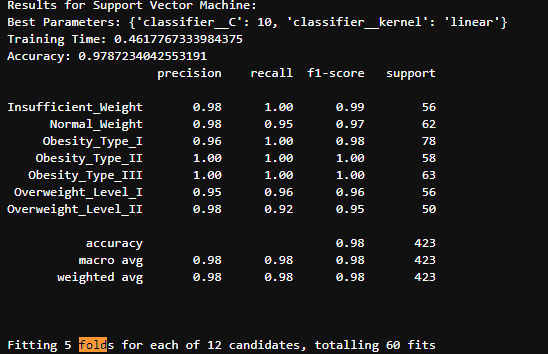 Results for Support Vector Machine:
Best Parameters: {'classifier__C': 10, 'classifier__kernel': 'linear'}
Training Time: 0.4617767333984375
Accuracy: 0.9787234042553191
precision recall f1-score support
Insufficient_Weight 0.98 1.00 0.99 56
Normal_Weight 0.98 0.95 0.97 62
Obesity_Type_I 0.96 1.00 0.98 78
Obesity_Type_II 1.00 1.00 1.00 58
Obesity_Type_III 1.00 1.00 1.00 63
Overweight_Level_I 0.95 0.96 0.96 56
Overweight_Level_II 0.98 0.92 0.95 50
accuracy 0.98 423
macro avg 0.98 0.98 0.98 423
weighted avg 0.98 0.98 0.98 423
Fitting 5 folds for each of 12 candidates, totalling 60 fits